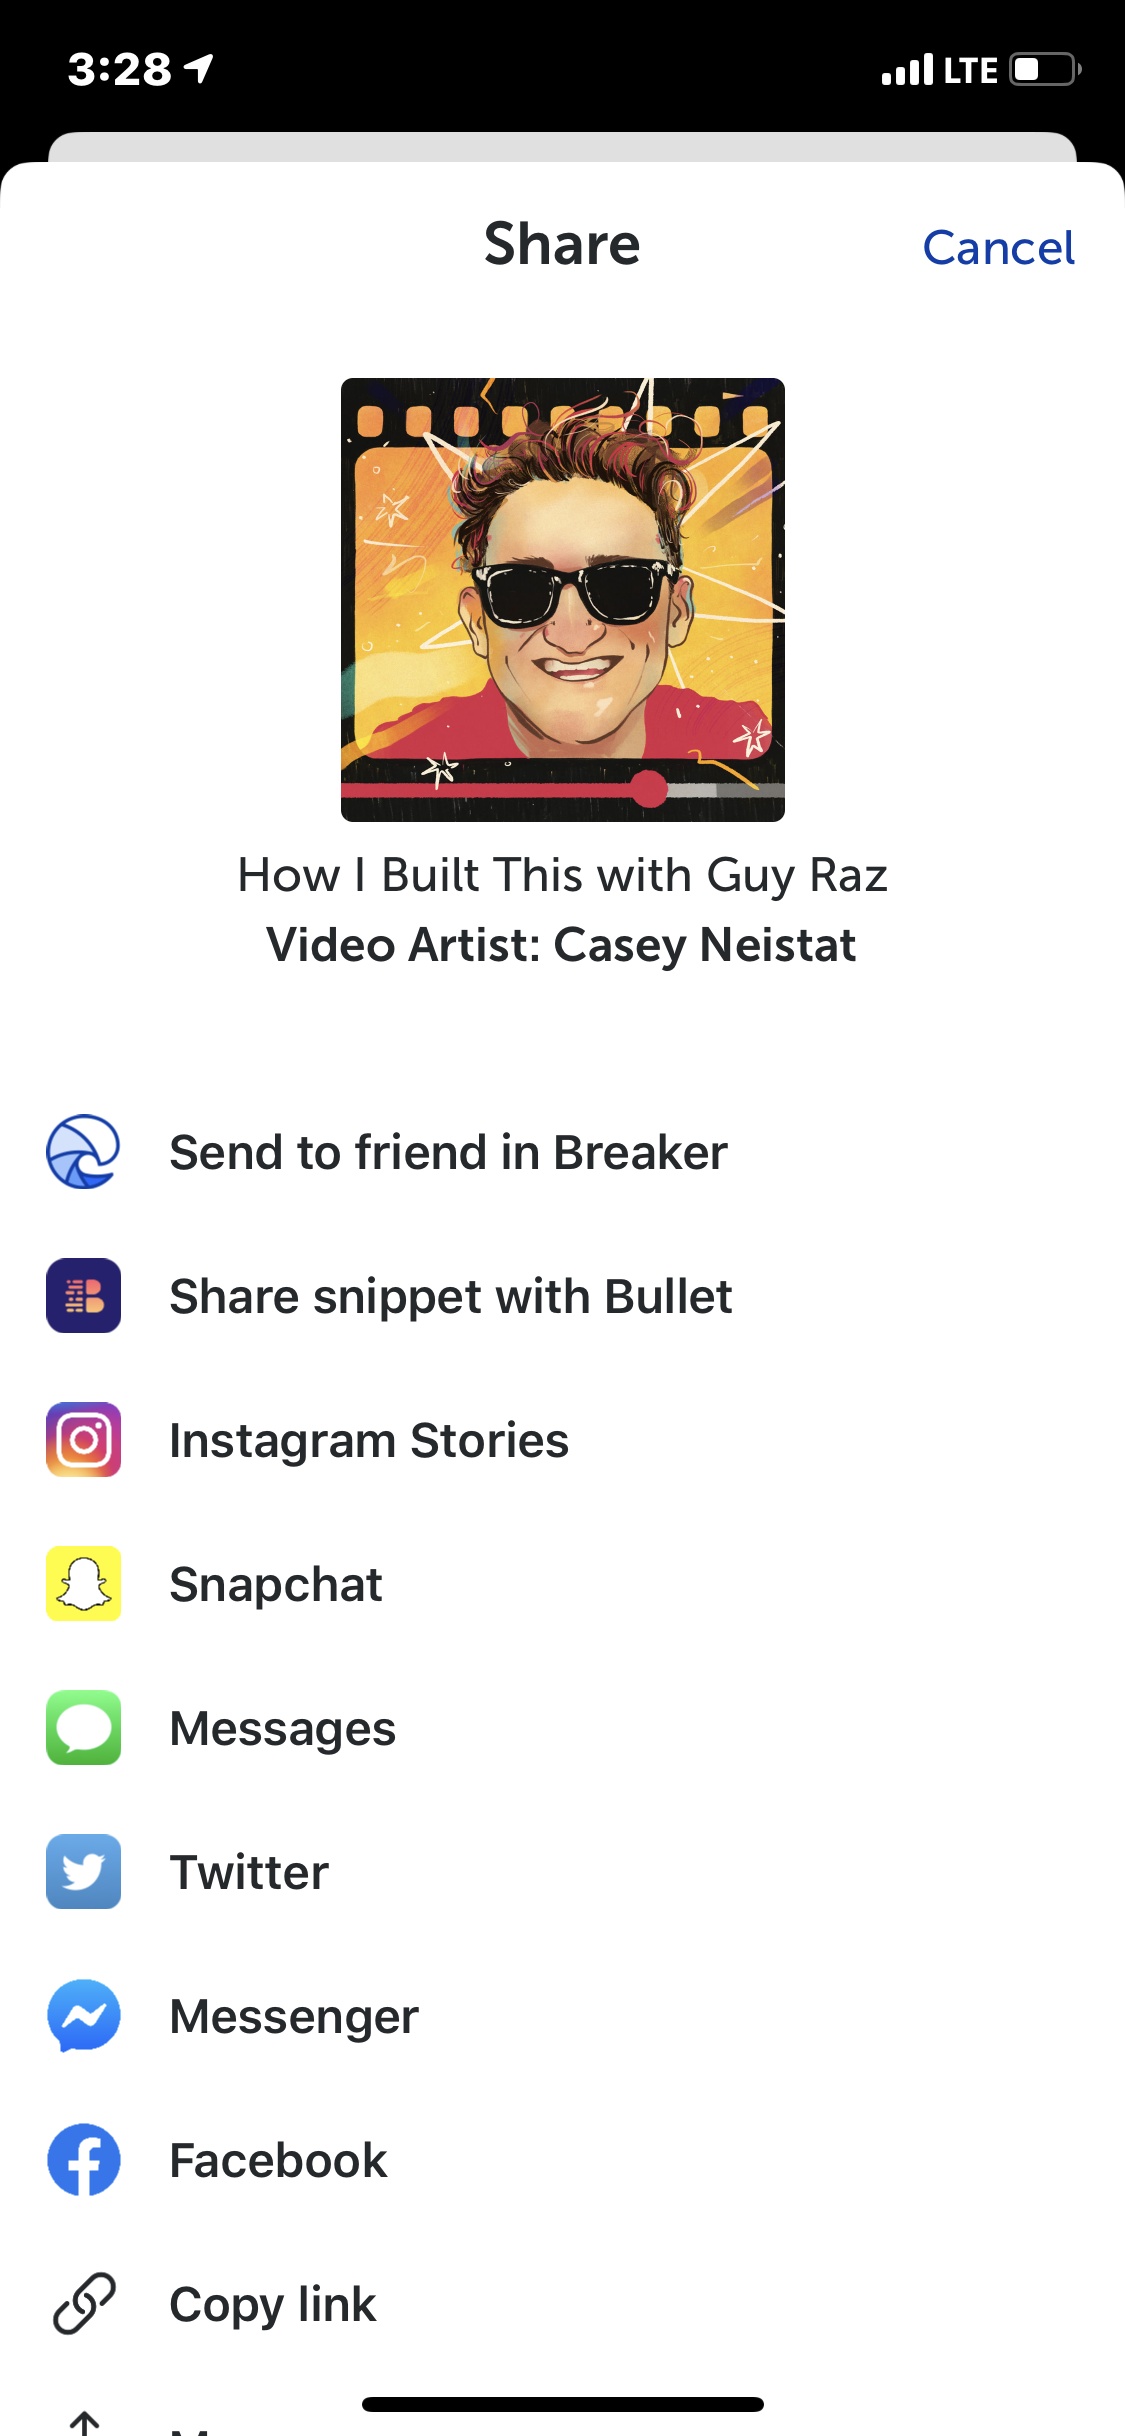 3:28
LTE
Share
Cancel
How I Built This with Guy Raz
Video Artist: Casey Neistat
Send to friend in Breaker
Share snippet with Bullet
Instagram Stories
Snapchat
Messages
Twitter
Messenger
Facebook
Copy link